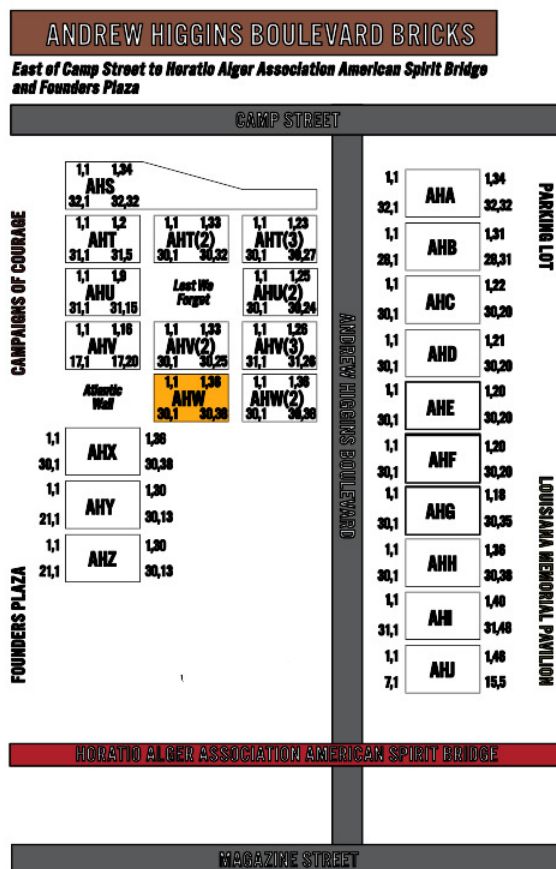 ANDREW HIGGINS BOULEVARD BRICKS
East of Camp Street to Horatio Alger Association American Spirit Bridge
and Founders Plaza
CAMP STREET
CAMPAIGNS OF COURAGE
FOUNDERS PLAZA
1,1 1,34
AHS
32,1 32,32
1,1 1,2
AHT
31,1 31,5
1,1 1,33
AHT(2)
30,1 30,32
1,1 1,23
AHT(3)
30,1 30,27
1,1 1,9
AHU
31,1 31,15
Lest We
Forget
1,1 1,25
AHU(2)
30,1 30,24
1,1 1,16
AHV
17,1 17,20
1,1 1,33
AHV(2)
30,1 30,25
1,1 1,26
AHV(3)
31,1 31,26
Atlantic
Wall
1,1 1,36
AHW
30,1 30,38
1,1 1,36
AHW(2)
30,1 30,38
1,1 1,36
AHX
30,1 30,38
1,1 1,30
AHY
21,1 30,13
1,1 1,30
AHZ
21,1 30,13
ANDREW HIGGINS BOULEVARD
1,1 1,34
AHA
32,1 32,32
1,1 1,31
AHB
28,1 28,31
1,1 1,22
AHC
30,1 30,20
1,1 1,21
AHD
30,1 30,20
1,1 1,20
AHE
30,1 30,20
1,1 1,20
AHF
30,1 30,20
1,1 1,18
AHG
30,1 30,35
1,1 1,36
AHH
30,1 30,38
1,1 1,40
AHI
31,1 31,48
1,1 1,48
AHJ
7,1 15,5
PARKING LOT
LOUISIANA MEMORIAL PAVILION
HORATIO ALGER ASSOCIATION AMERICAN SPIRIT BRIDGE
MAGAZINE STREET